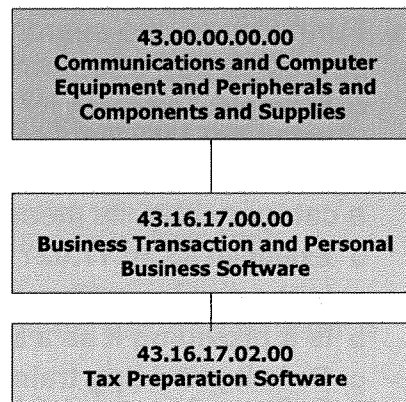 43.00.00.00.00
Communications and Computer
Equipment and Peripherals and
Components and Supplies
43.16.17.00.00
Business Transaction and Personal
Business Software
43.16.17.02.00
Tax Preparation Software